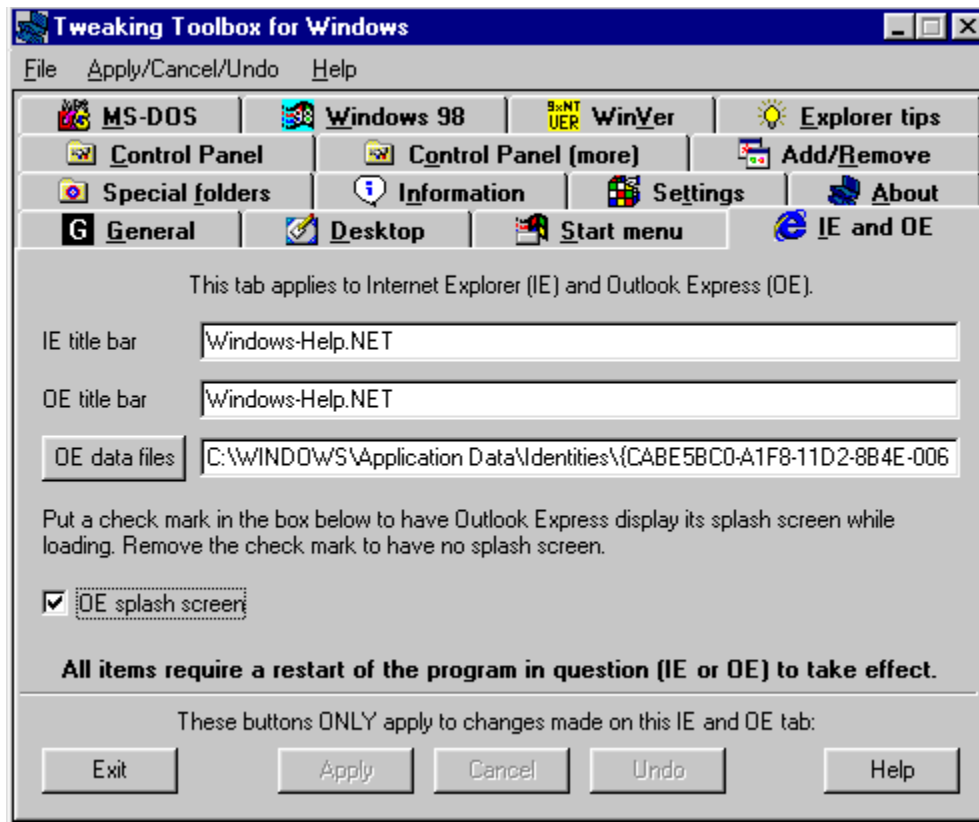 Tweaking Toolbox for Windows
File Apply/Cancel/Undo Help
MS-DOS Windows 98 9xNT VER WinVer Explorer tips
Control Panel Control Panel (more) Add/Remove
Special folders Information Settings About
G General Desktop Start menu IE and OE
This tab applies to Internet Explorer (IE) and Outlook Express (OE).
IE title bar Windows-Help.NET
OE title bar Windows-Help.NET
OE data files C:\WINDOWS\Application Data\Identities\{CABE5BC0-A1F8-11D2-8B4E-006
Put a check mark in the box below to have Outlook Express display its splash screen while
loading. Remove the check mark to have no splash screen.
OE splash screen
All items require a restart of the program in question (IE or OE) to take effect.
These buttons ONLY apply to changes made on this IE and OE tab:
Exit Apply Cancel Undo Help